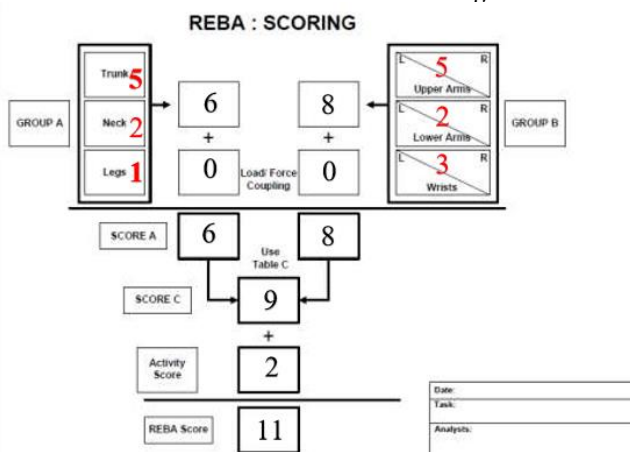 REBA : SCORING
GROUP A
Trunk 5
Neck 2
Legs 1
6
+
0
8
+
0
Load/ Force
Coupling
L 5 R
Upper Arms
L 2 R
Lower Arms
L 3 R
Wrists
GROUP B
SCORE A
6
8
Use
Table C
SCORE C
9
+
Activity
Score
2
REBA Score
11
Date:
Task:
Analysts: